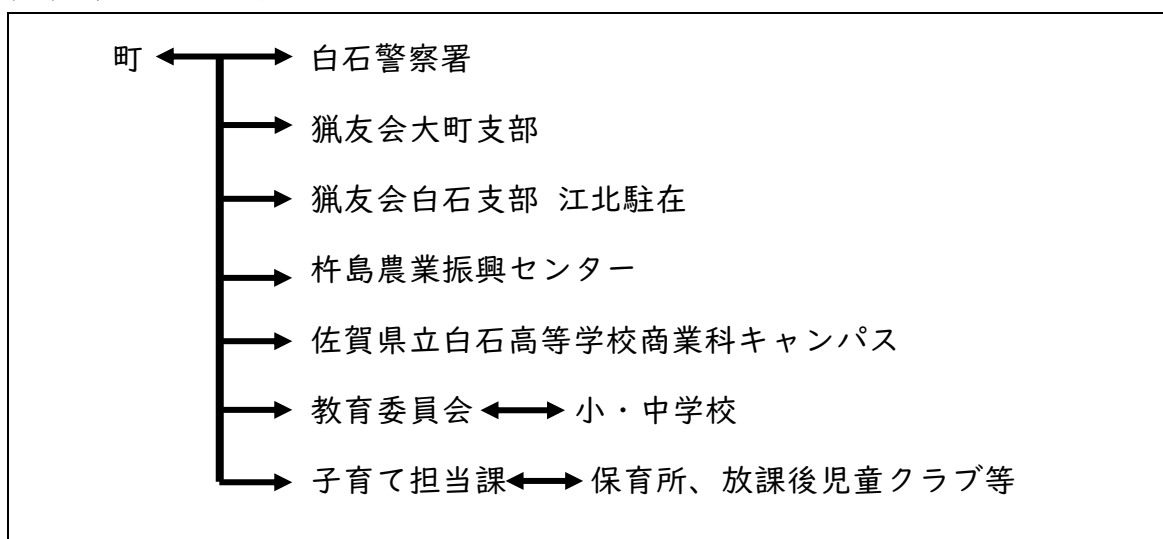 町 白石警察署
猟友会大町支部
猟友会白石支部 江北駐在
杵島農業振興センター
佐賀県立白石高等学校商業科キャンパス
教育委員会 小・中学校
子育て担当課 保育所、放課後児童クラブ等